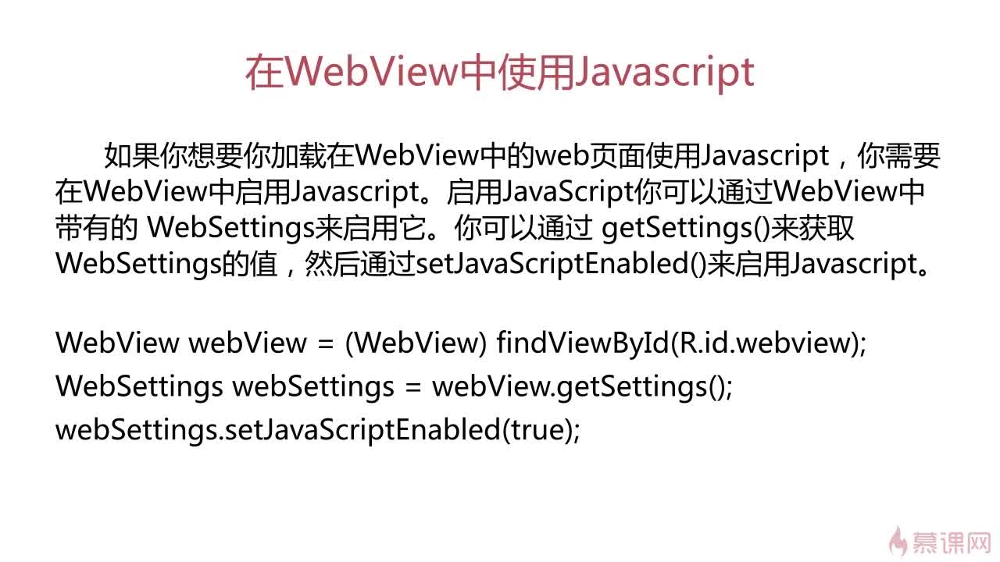 在WebView中使用Javascript
如果你想要你加载在WebView中的web页面使用Javascript，你需要
在WebView中启用Javascript。启用JavaScript你可以通过WebView中
带有的 WebSettings来启用它。你可以通过 getSettings()来获取
WebSettings的值，然后通过setJavaScriptEnabled()来启用Javascript。
WebView webView = (WebView) findViewById(R.id.webview);
WebSettings webSettings = webView.getSettings();
webSettings.setJavaScriptEnabled(true);
慕课网